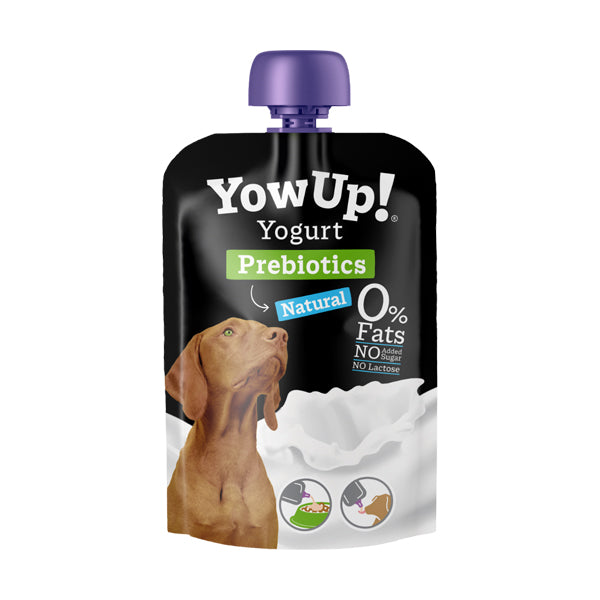 YowUp!®
Yogurt
Prebiotics
Natural
0%
Fats
NO Added Sugar
NO Lactose